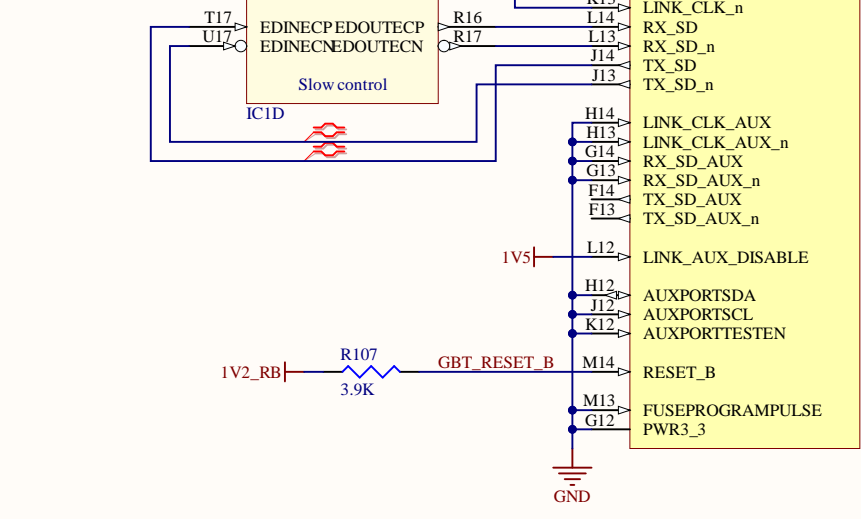 K13 LINK_CLK_n
T17 EDINECP EDOUTECP R16 L14 RX_SD
U17 EDINECN EDOUTECN R17 L13 RX_SD_n
J14 TX_SD
Slow control J13 TX_SD_n
IC1D
H14 LINK_CLK_AUX
H13 LINK_CLK_AUX_n
G14 RX_SD_AUX
G13 RX_SD_AUX_n
F14 TX_SD_AUX
F13 TX_SD_AUX_n
1V5 L12 LINK_AUX_DISABLE
H12 AUXPORTSDA
J12 AUXPORTSCL
K12 AUXPORTTESTEN
R107
1V2_RB GBT_RESET_B M14 RESET_B
3.9K
M13 FUSEPROGRAMPULSE
G12 PWR3_3
GND